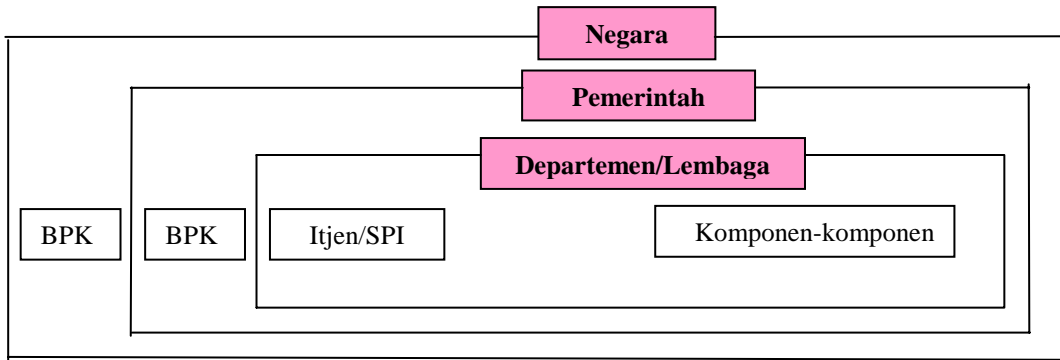 Negara
Pemerintah
Departemen/Lembaga
BPK
BPK
Itjen/SPI
Komponen-komponen